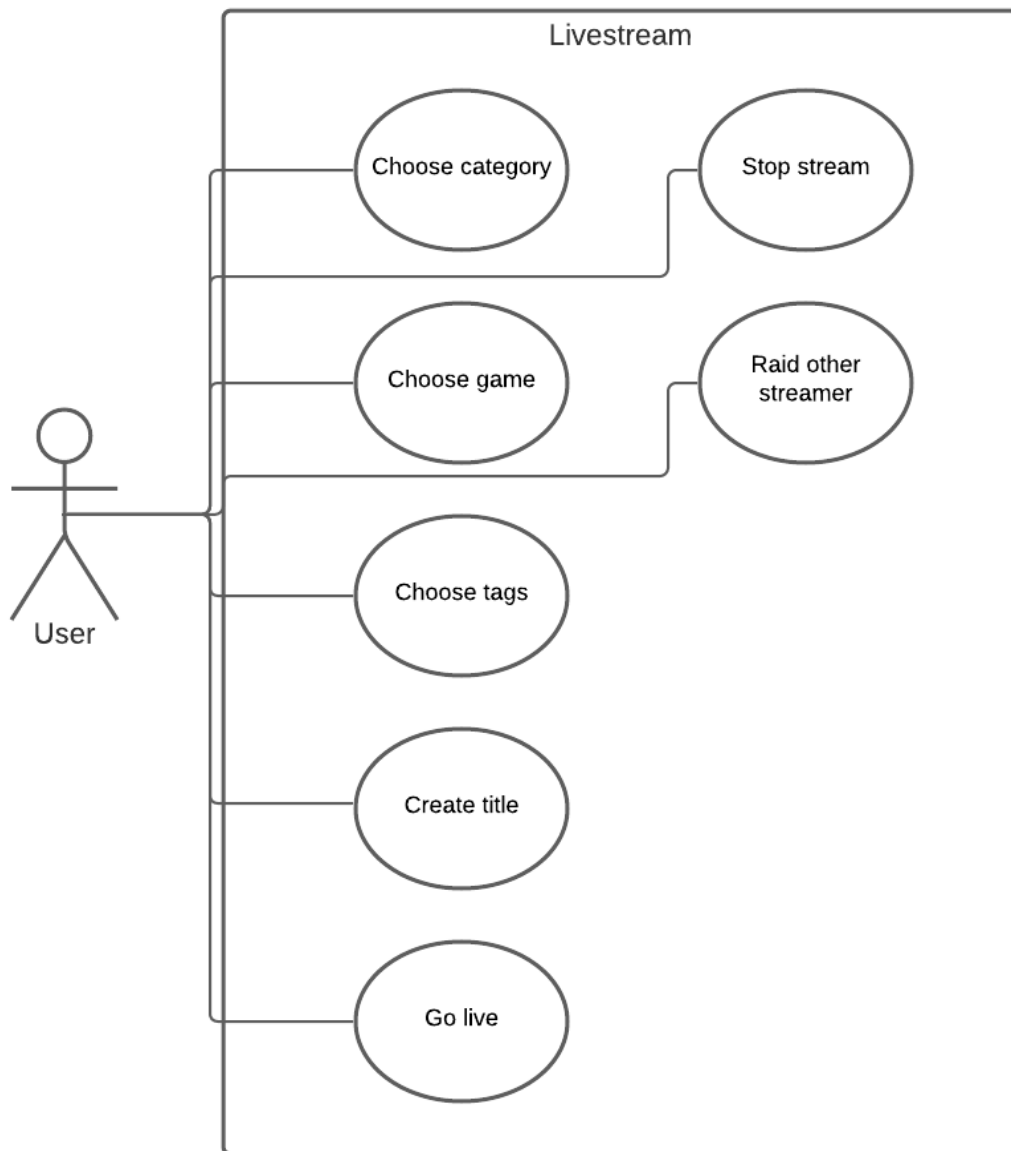 Livestream
Choose category
Stop stream
Choose game
Raid other
streamer
Choose tags
User
Create title
Go live